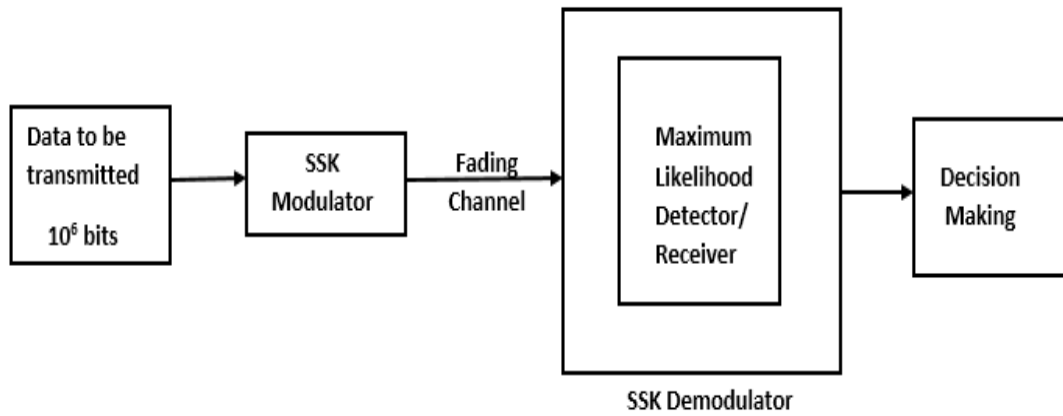 Data to be
transmitted
10⁶ bits
SSK
Modulator
Fading
Channel
Maximum
Likelihood
Detector/
Receiver
SSK Demodulator
Decision
Making